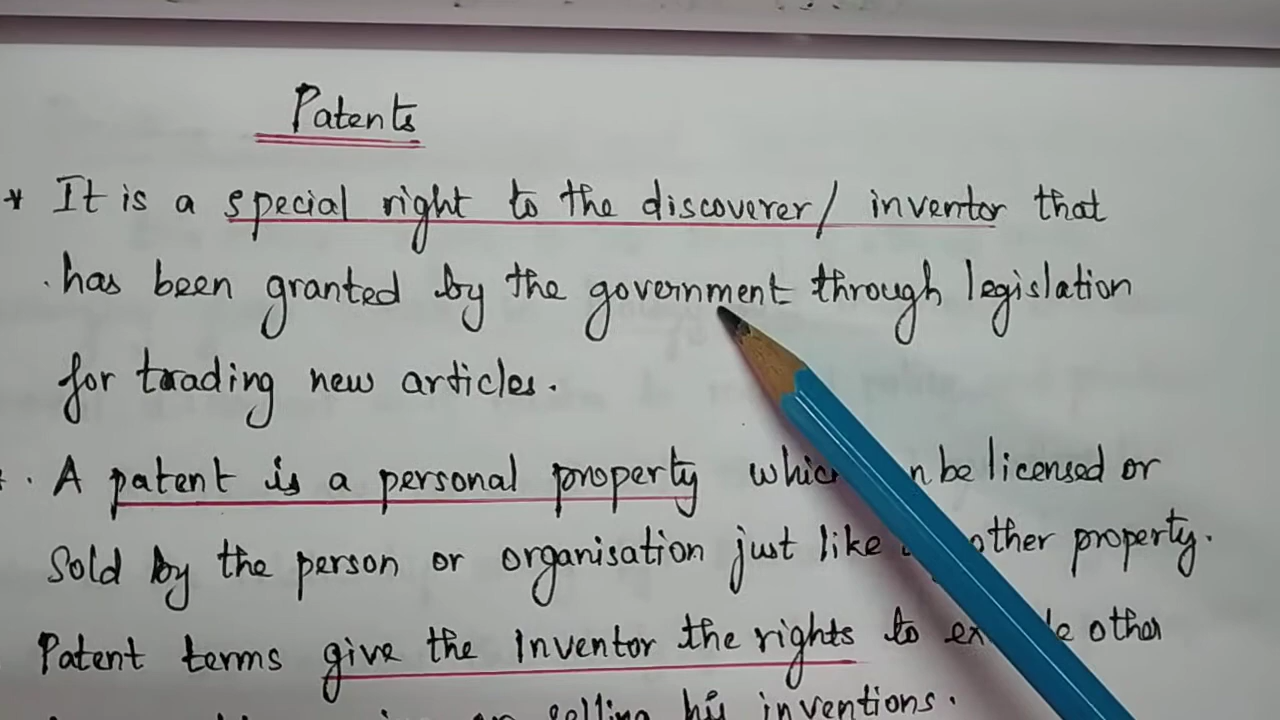 Patents
* It is a special right to the discoverer/ inventor that
. has been granted by the government through legislation
for trading new articles.
. A patent is a personal property be licensed or
Sold by the person or organisation just like other property.
Patent terms give the inventor the rights to other
selling his inventions.